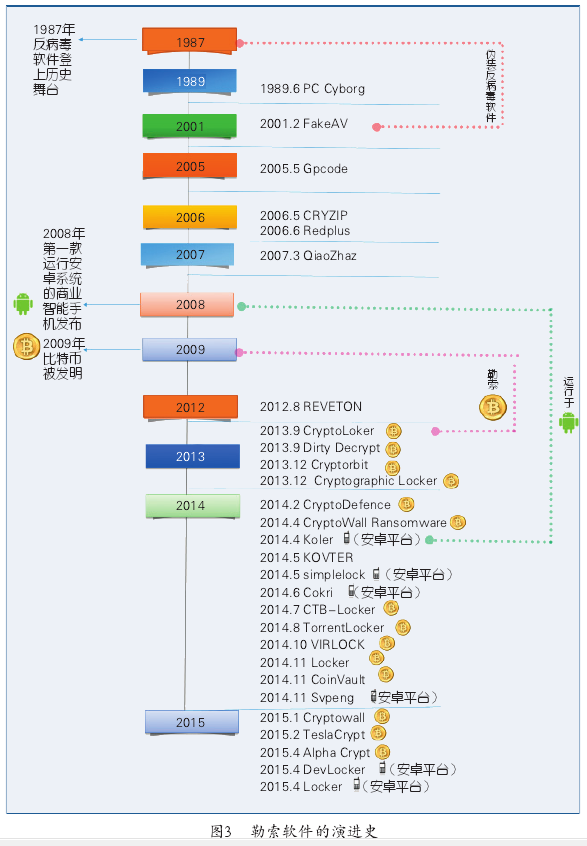 1987年
反病毒
软件登
上历史
舞台
1987
伪装反病毒软件
1989
1989.6 PC Cyborg
2001
2001.2 FakeAV
2005
2005.5 Gpcode
2006
2006.5 CRYZIP
2006.6 Redplus
2007
2007.3 QiaoZhaz
2008年
第一款
运行安
卓系统
的商业
智能手
机发布
2008
2009年
比特币
被发明
2009
勒索
运行于
2012
2012.8 REVETON
2013
2013.9 CryptoLoker
2013.9 Dirty Decrypt
2013.12 Cryptorbit
2013.12 Cryptographic Locker
2014
2014.2 CryptoDefence
2014.4 CryptoWall Ransomware
2014.4 Koler (安卓平台)
2014.5 KOVTER
2014.5 simplelock (安卓平台)
2014.6 Cokri (安卓平台)
2014.7 CTB-Locker
2014.8 TorrentLocker
2014.10 VIRLOCK
2014.11 Locker
2014.11 CoinVault
2014.11 Svpeng (安卓平台)
2015
2015.1 Cryptowall
2015.2 TeslaCrypt
2015.4 Alpha Crypt
2015.4 DevLocker (安卓平台)
2015.4 Locker (安卓平台)
图3 勒索软件的演进史